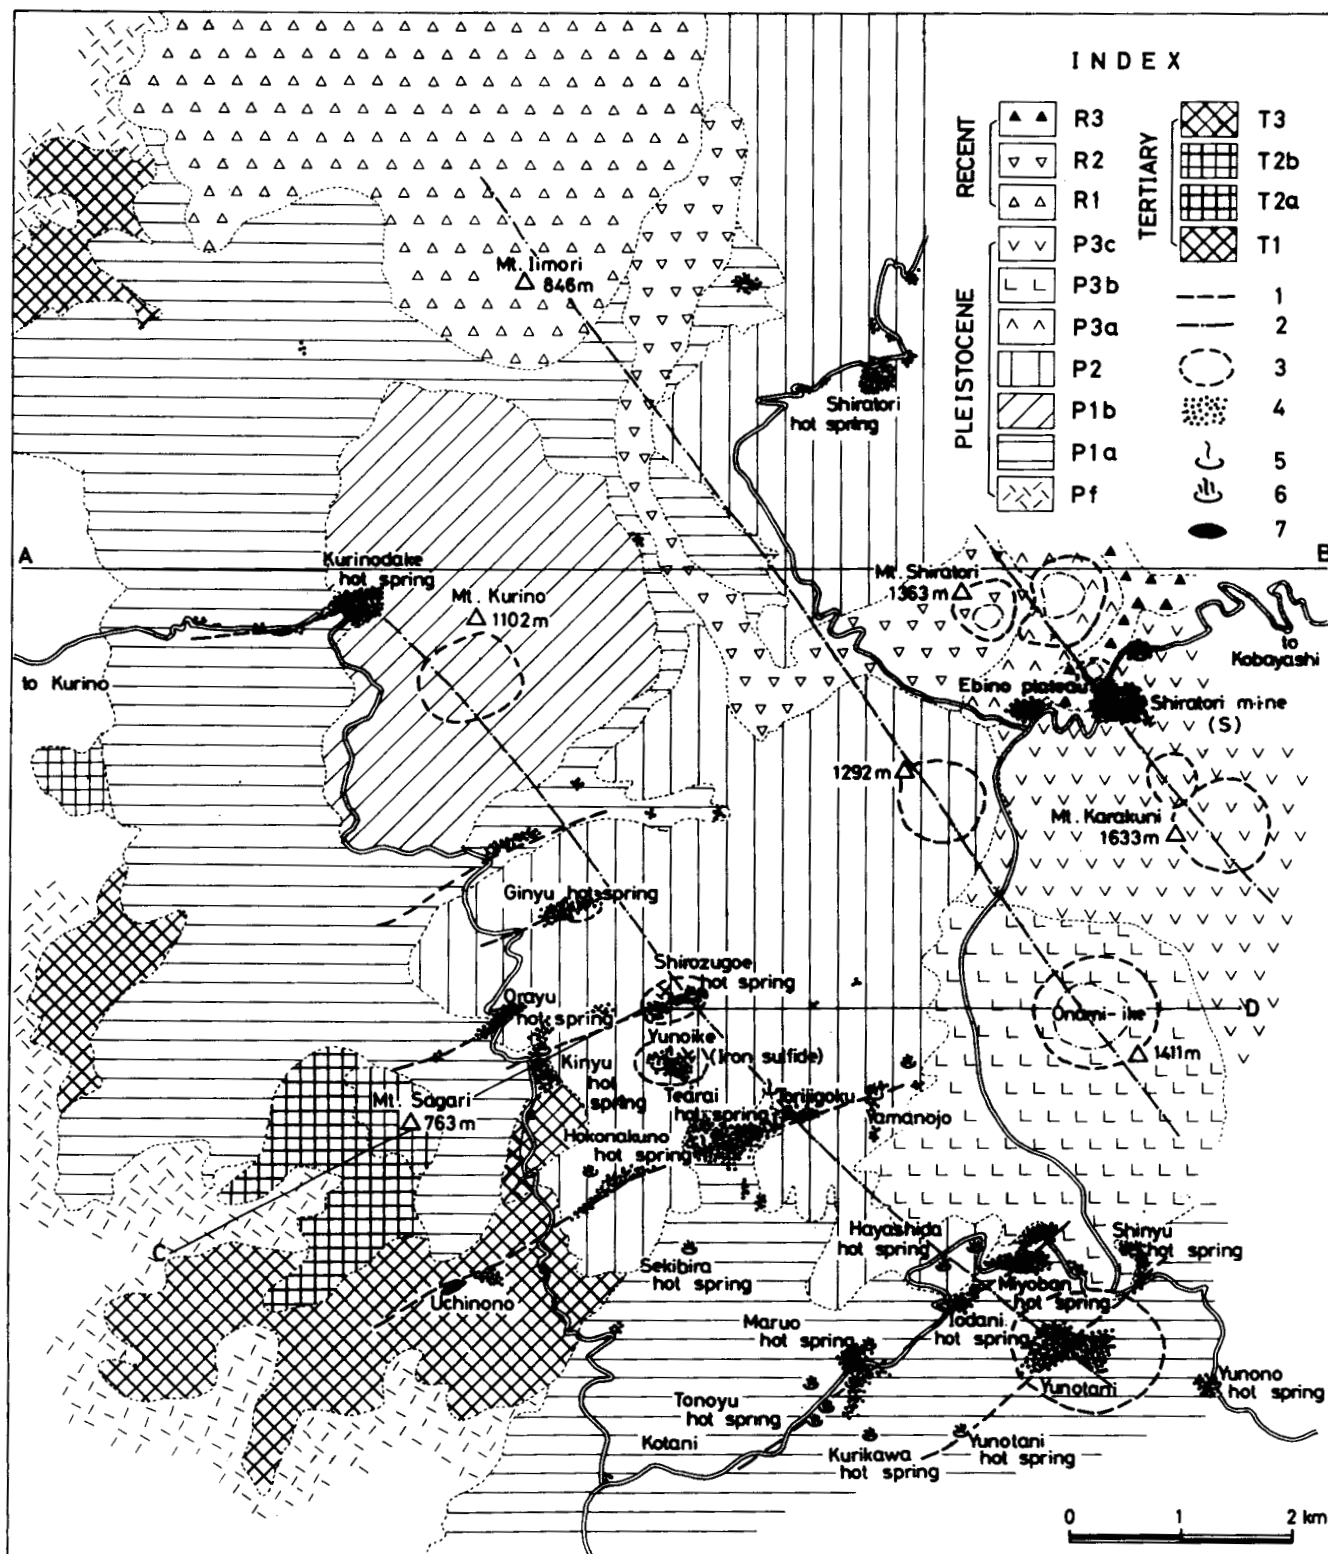 INDEX
RECENT
R3
R2
R1
PLEISTOCENE
P3c
P3b
P3a
P2
P1b
P1a
Pf
TERTIARY
T3
T2b
T2a
T1
1
2
3
4
5
6
7
Mt. Iimori
846m
Shiratori
hot spring
A
B
Kurinodake
hot spring
Mt. Kurino
1102m
to Kurino
Mt. Shiratori
1363m
to
Kobayashi
Ebino plateau
Shiratori mine
(S)
1292m
Mt. Karakuni
1633m
Ginyu hot spring
Shirozugoe
hot spring
Orayu
hot spring
Onami-ike
D
Yunoike
(Iron sulfide)
1411m
Kinyu
hot
spring
Mt. Sagari
763m
Tearai
hot spring
Torijigoku
Yamanojo
Hokonakuno
hot spring
C
Hayashida
hot spring
Shinyu
hot spring
Sekibira
hot spring
Uchinono
Miyoban
hot spring
Maruo
hot spring
Iodani
hot spring
Yunotani
Yunono
hot spring
Tonoyu
hot spring
Kotani
Kurikawa
hot spring
Yunotani
hot spring
0 1 2 km